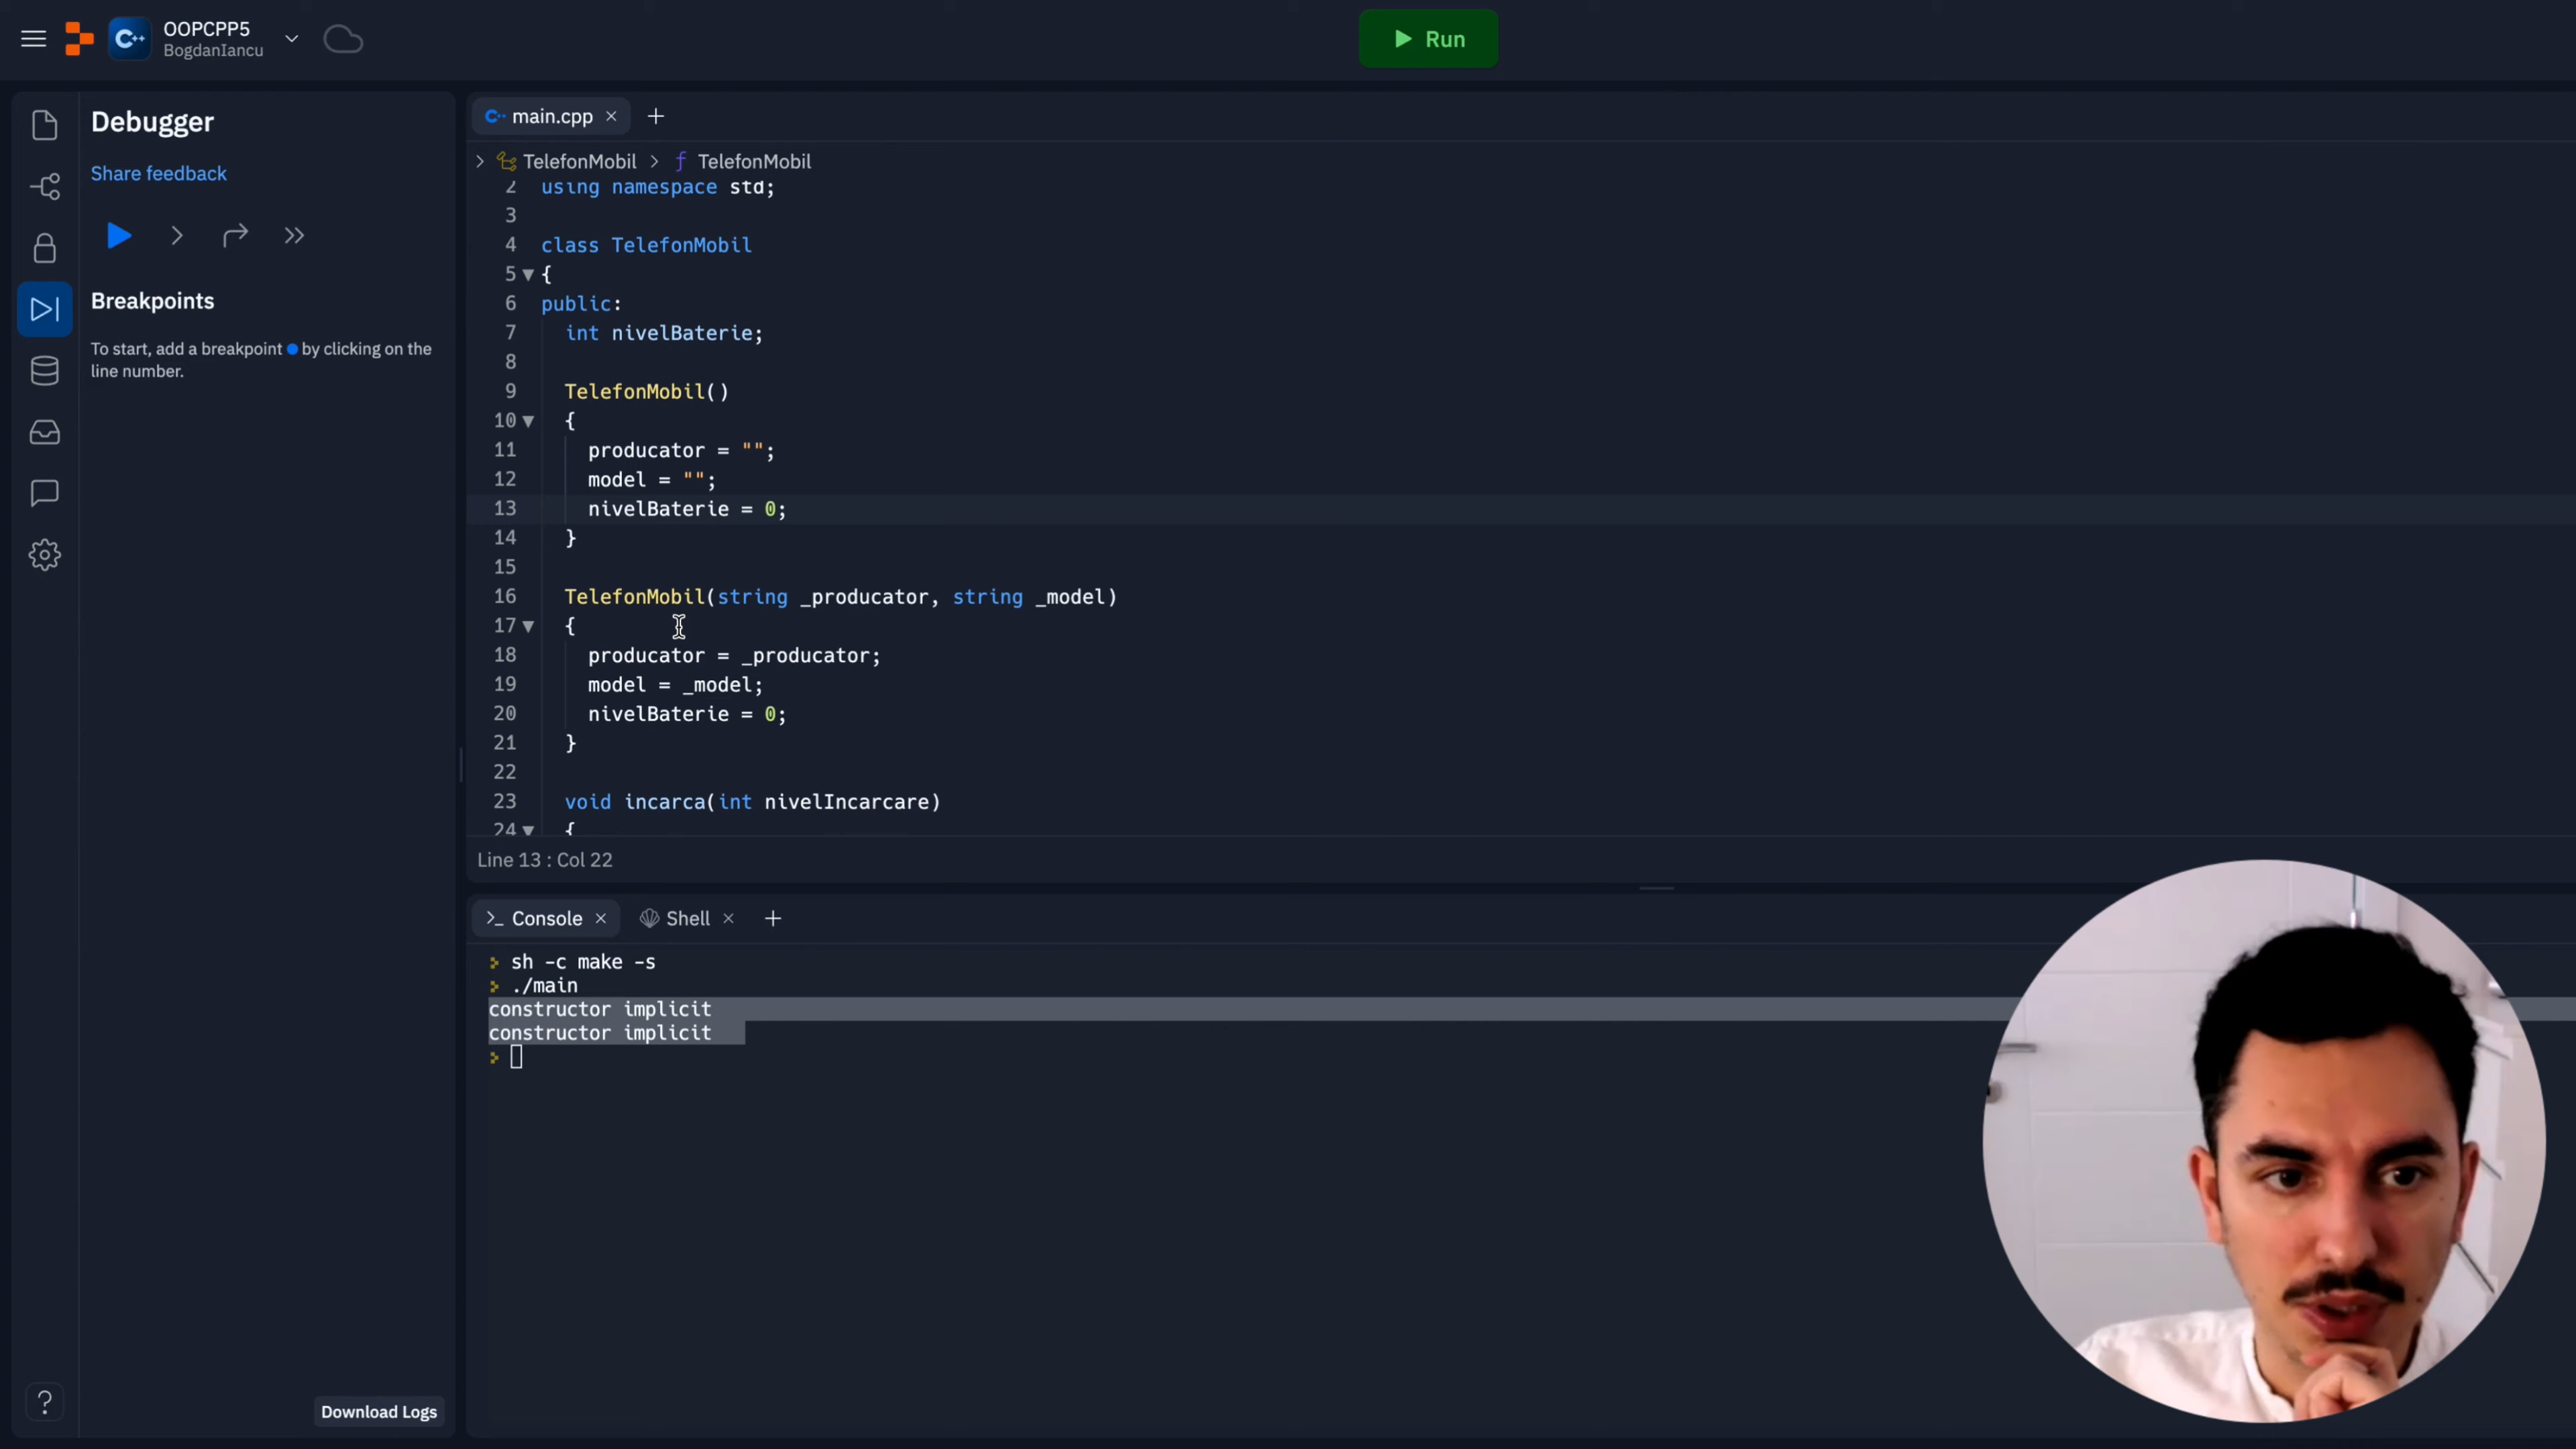 OOPCPP5
BogdanIancu
Run
Debugger
Share feedback
Breakpoints
To start, add a breakpoint by clicking on the
line number.
Download Logs
main.cpp
TelefonMobil > TelefonMobil
2 using namespace std;
3
4 class TelefonMobil
5 {
6 public:
7 int nivelBaterie;
8
9 TelefonMobil()
10 {
11 producator = "";
12 model = "";
13 nivelBaterie = 0;
14 }
15
16 TelefonMobil(string _producator, string _model)
17 {
18 producator = _producator;
19 model = _model;
20 nivelBaterie = 0;
21 }
22
23 void incarca(int nivelIncarcare)
24 {
Line 13 : Col 22
Console Shell
sh -c make -s
./main
constructor implicit
constructor implicit